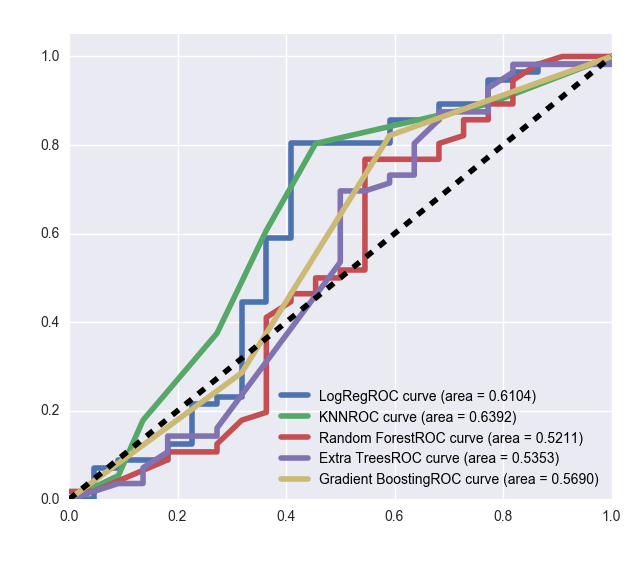 1.0
0.8
0.6
0.4
0.2
0.0
LogRegROC curve (area = 0.6104)
KNNROC curve (area = 0.6392)
Random ForestROC curve (area = 0.5211)
Extra TreesROC curve (area = 0.5353)
Gradient BoostingROC curve (area = 0.5690)
0.0 0.2 0.4 0.6 0.8 1.0